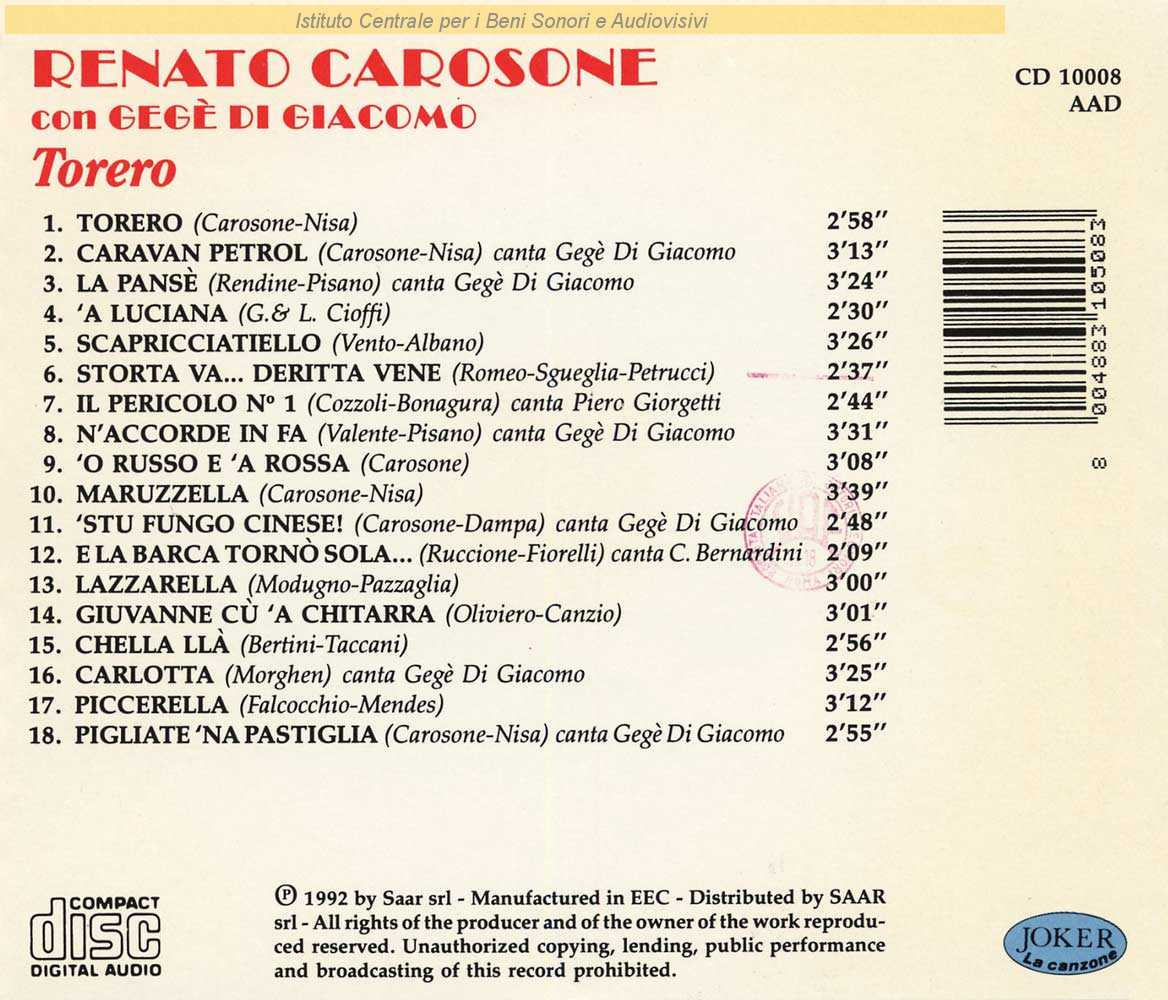 Istituto Centrale per i Beni Sonori e Audiovisivi
RENATO CAROSONE
con GEGÈ DI GIACOMO
Torero
CD 10008
AAD
1. TORERO (Carosone-Nisa) 2'58"
2. CARAVAN PETROL (Carosone-Nisa) canta Gegè Di Giacomo 3'13"
3. LA PANSÈ (Rendine-Pisano) canta Gegè Di Giacomo 3'24"
4. 'A LUCIANA (G.& L. Cioffi) 2'30"
5. SCAPRICCIATIELLO (Vento-Albano) 3'26"
6. STORTA VA... DERITTA VENE (Romeo-Sgueglia-Petrucci) 2'37"
7. IL PERICOLO Nº 1 (Cozzoli-Bonagura) canta Piero Giorgetti 2'44"
8. N'ACCORDE IN FA (Valente-Pisano) canta Gegè Di Giacomo 3'31"
9. 'O RUSSO E 'A ROSSA (Carosone) 3'08"
10. MARUZZELLA (Carosone-Nisa) 3'39"
11. 'STU FUNGO CINESE! (Carosone-Dampa) canta Gegè Di Giacomo 2'48"
12. E LA BARCA TORNÒ SOLA... (Ruccione-Fiorelli) canta C. Bernardini 2'09"
13. LAZZARELLA (Modugno-Pazzaglia) 3'00"
14. GIUVANNE CÙ 'A CHITARRA (Oliviero-Canzio) 3'01"
15. CHELLA LLÀ (Bertini-Taccani) 2'56"
16. CARLOTTA (Morghen) canta Gegè Di Giacomo 3'25"
17. PICCERELLA (Falcocchio-Mendes) 3'12"
18. PIGLIATE 'NA PASTIGLIA (Carosone-Nisa) canta Gegè Di Giacomo 2'55"
8 004883 105083
ROMA
COMPACT
disc
DIGITAL AUDIO
℗ 1992 by Saar srl - Manufactured in EEC - Distributed by SAAR
srl - All rights of the producer and of the owner of the work reprodu-
ced reserved. Unauthorized copying, lending, public performance
and broadcasting of this record prohibited.
JOKER
La canzone